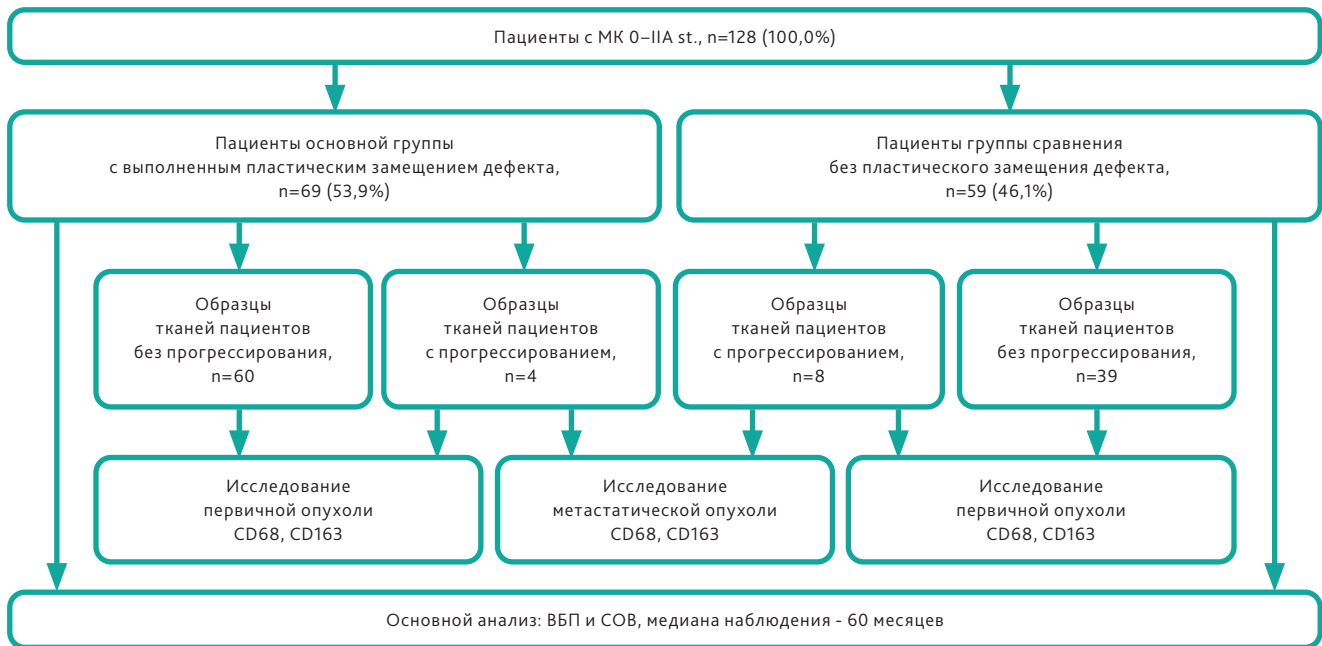 Пациенты с МК 0–IIA st., n=128 (100,0%)
Пациенты основной группы
с выполненным пластическим замещением дефекта,
n=69 (53,9%)
Пациенты группы сравнения
без пластического замещения дефекта,
n=59 (46,1%)
Образцы
тканей пациентов
без прогрессирования,
n=60
Образцы
тканей пациентов
с прогрессированием,
n=4
Образцы
тканей пациентов
с прогрессированием,
n=8
Образцы
тканей пациентов
без прогрессирования,
n=39
Исследование
первичной опухоли
CD68, CD163
Исследование
метастатической опухоли
CD68, CD163
Исследование
первичной опухоли
CD68, CD163
Основной анализ: ВБП и СОВ, медиана наблюдения - 60 месяцев